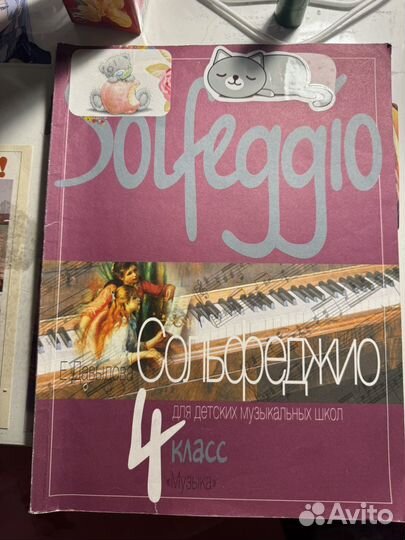 Solfeggio
Е. Давыдова
Сольфеджио
для детских музыкальных школ
4
класс
«Музыка»
Avito